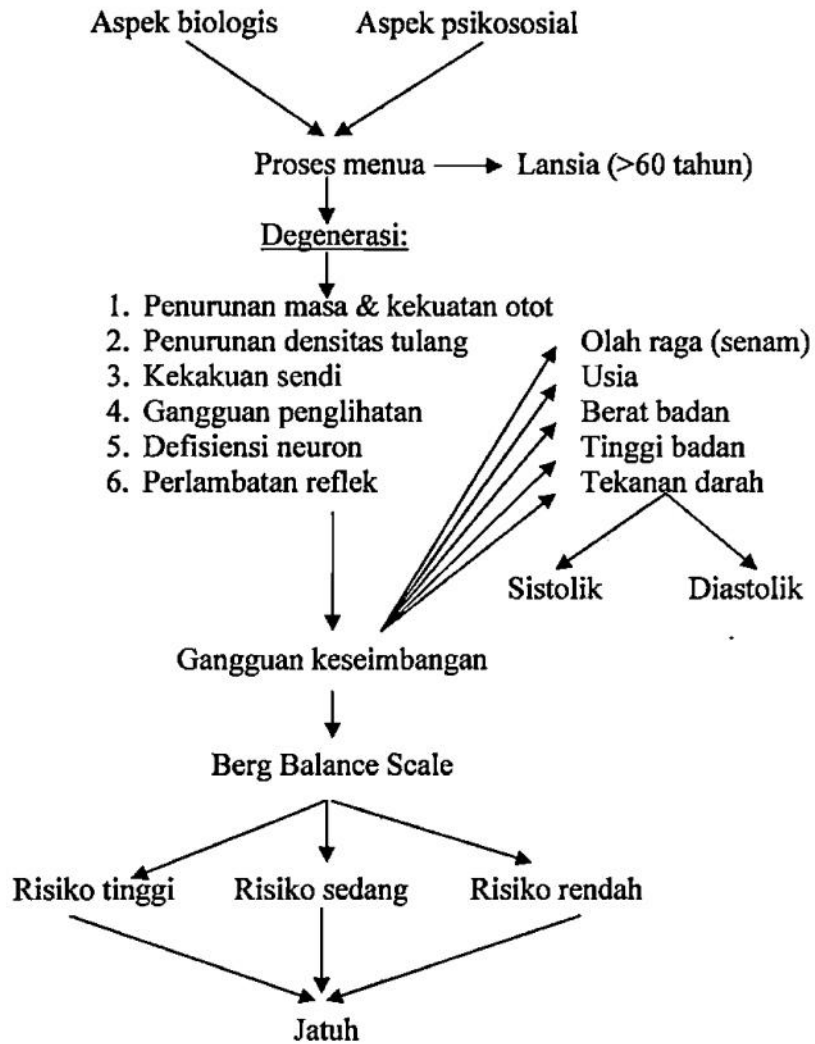 Aspek biologis Aspek psikososial
Proses menua Lansia (>60 tahun)
Degenerasi:
1. Penurunan masa & kekuatan otot
2. Penurunan densitas tulang
3. Kekakuan sendi
4. Gangguan penglihatan
5. Defisiensi neuron
6. Perlambatan reflek
Olah raga (senam)
Usia
Berat badan
Tinggi badan
Tekanan darah
Sistolik Diastolik
Gangguan keseimbangan
Berg Balance Scale
Risiko tinggi Risiko sedang Risiko rendah
Jatuh